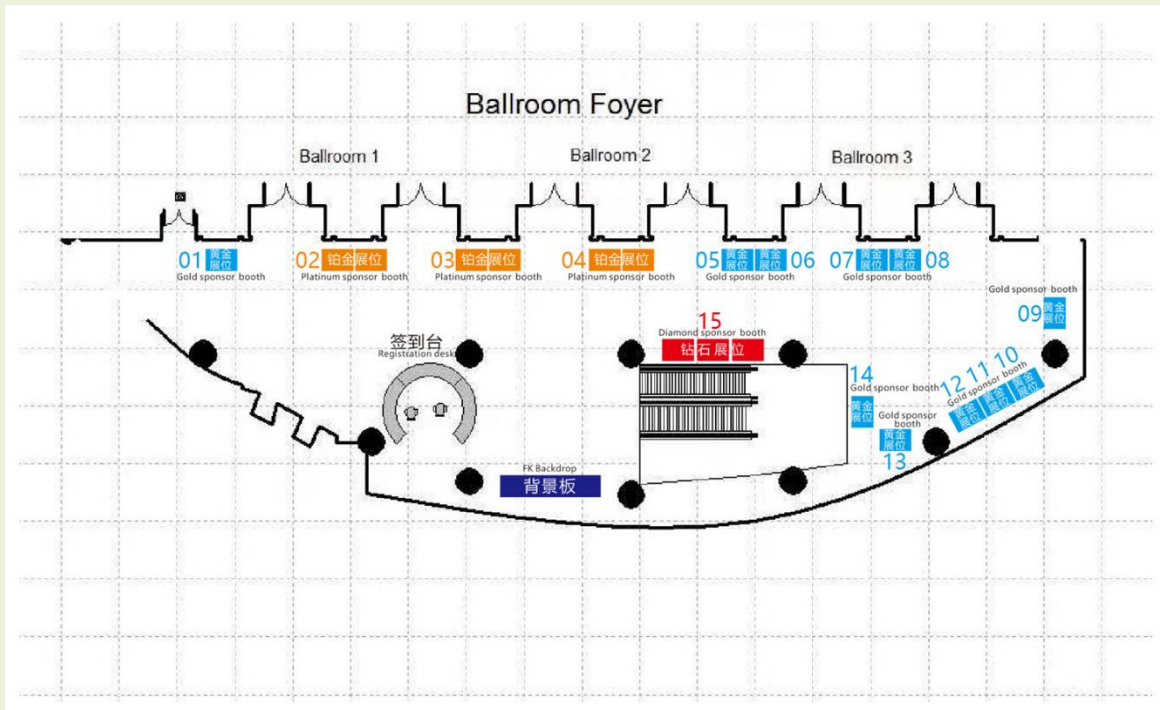 Ballroom Foyer
Ballroom 1
Ballroom 2
Ballroom 3
01 黄金展位
Gold sponsor booth
02 铂金展位
Platinum sponsor booth
03 铂金展位
Platinum sponsor booth
04 铂金展位
Platinum sponsor booth
05 黄金展位 黄金展位 06
Gold sponsor booth
07 黄金展位 黄金展位 08
Gold sponsor booth
Gold sponsor booth
09 黄金展位
15
Diamond sponsor booth
钻石展位
签到台
Registration desk
14
Gold sponsor booth
黄金展位
12 11 10
Gold sponsor booth
黄金展位 黄金展位 黄金展位
Gold sponsor booth
黄金展位
13
FK Backdrop
背景板